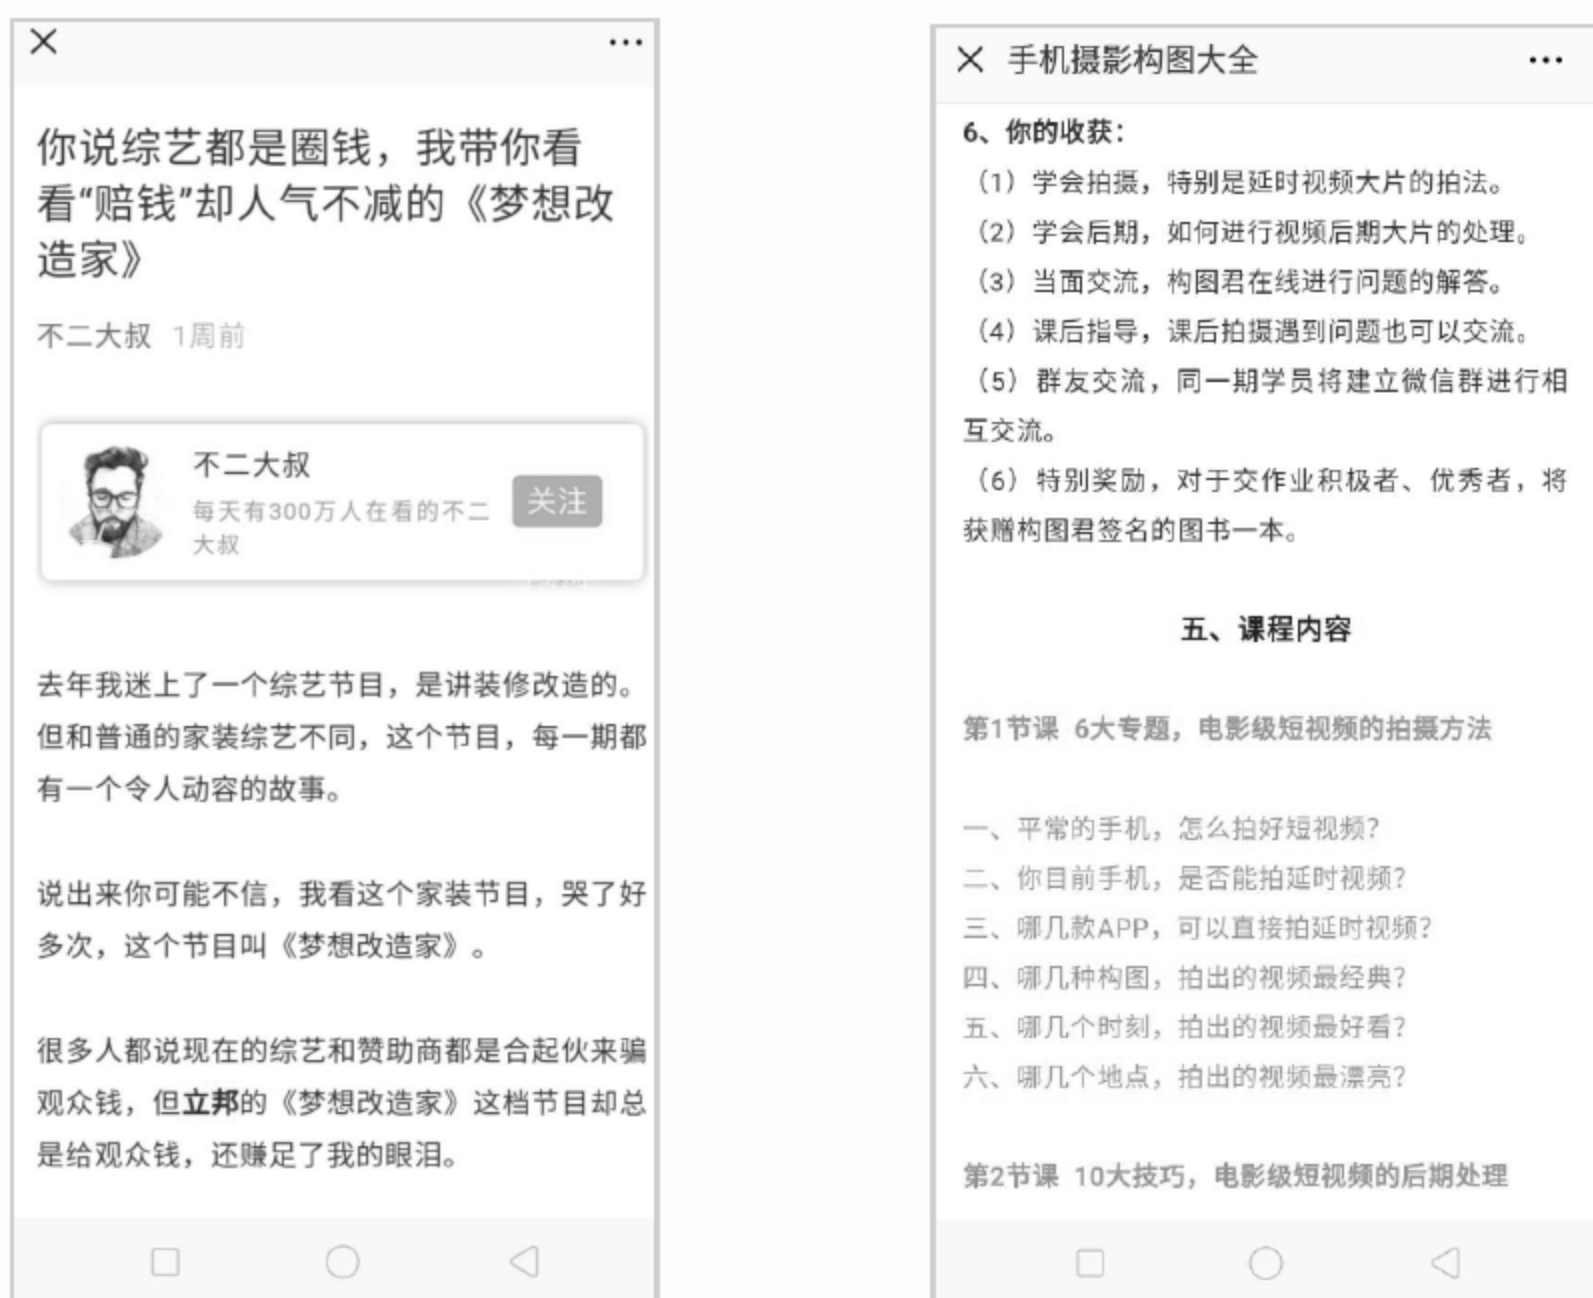 你说综艺都是圈钱，我带你看
看“赔钱”却人气不减的《梦想改
造家》
不二大叔 1周前
不二大叔
每天有300万人在看的不二
大叔
关注
去年我迷上了一个综艺节目，是讲装修改造的。
但和普通的家装综艺不同，这个节目，每一期都
有一个令人动容的故事。
说出来你可能不信，我看这个家装节目，哭了好
多次，这个节目叫《梦想改造家》。
很多人都说现在的综艺和赞助商都是合起伙来骗
观众钱，但立邦的《梦想改造家》这档节目却总
是给观众钱，还赚足了我的眼泪。
手机摄影构图大全
6、你的收获：
（1）学会拍摄，特别是延时视频大片的拍法。
（2）学会后期，如何进行视频后期大片的处理。
（3）当面交流，构图君在线进行问题的解答。
（4）课后指导，课后拍摄遇到问题也可以交流。
（5）群友交流，同一期学员将建立微信群进行相
互交流。
（6）特别奖励，对于交作业积极者、优秀者，将
获赠构图君签名的图书一本。
五、课程内容
第1节课 6大专题，电影级短视频的拍摄方法
一、平常的手机，怎么拍好短视频？
二、你目前手机，是否能拍延时视频？
三、哪几款APP，可以直接拍延时视频？
四、哪几种构图，拍出的视频最经典？
五、哪几个时刻，拍出的视频最好看？
六、哪几个地点，拍出的视频最漂亮？
第2节课 10大技巧，电影级短视频的后期处理